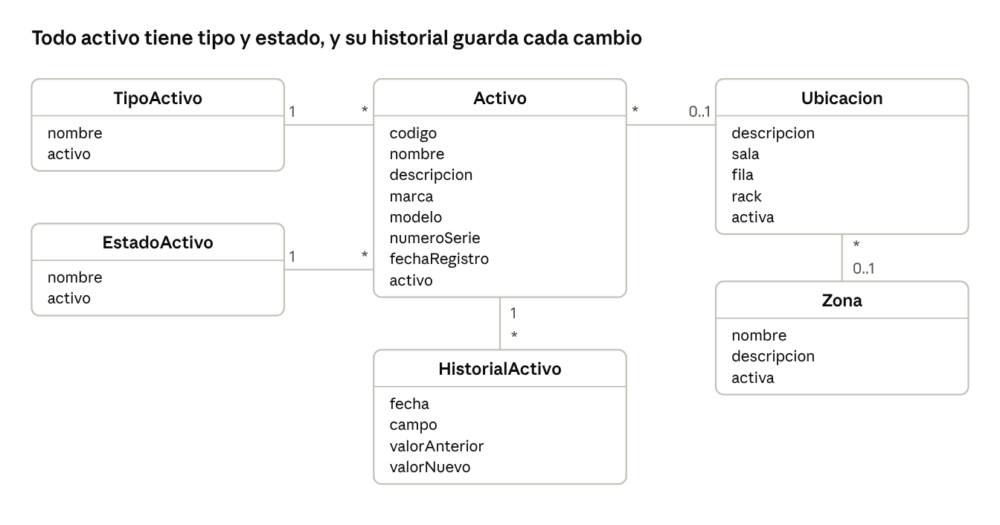 Todo activo tiene tipo y estado, y su historial guarda cada cambio
TipoActivo
nombre
activo
1
*
EstadoActivo
nombre
activo
1
*
Activo
codigo
nombre
descripcion
marca
modelo
numeroSerie
fechaRegistro
activo
1
*
HistorialActivo
fecha
campo
valorAnterior
valorNuevo
*
0..1
Ubicacion
descripcion
sala
fila
rack
activa
*
0..1
Zona
nombre
descripcion
activa